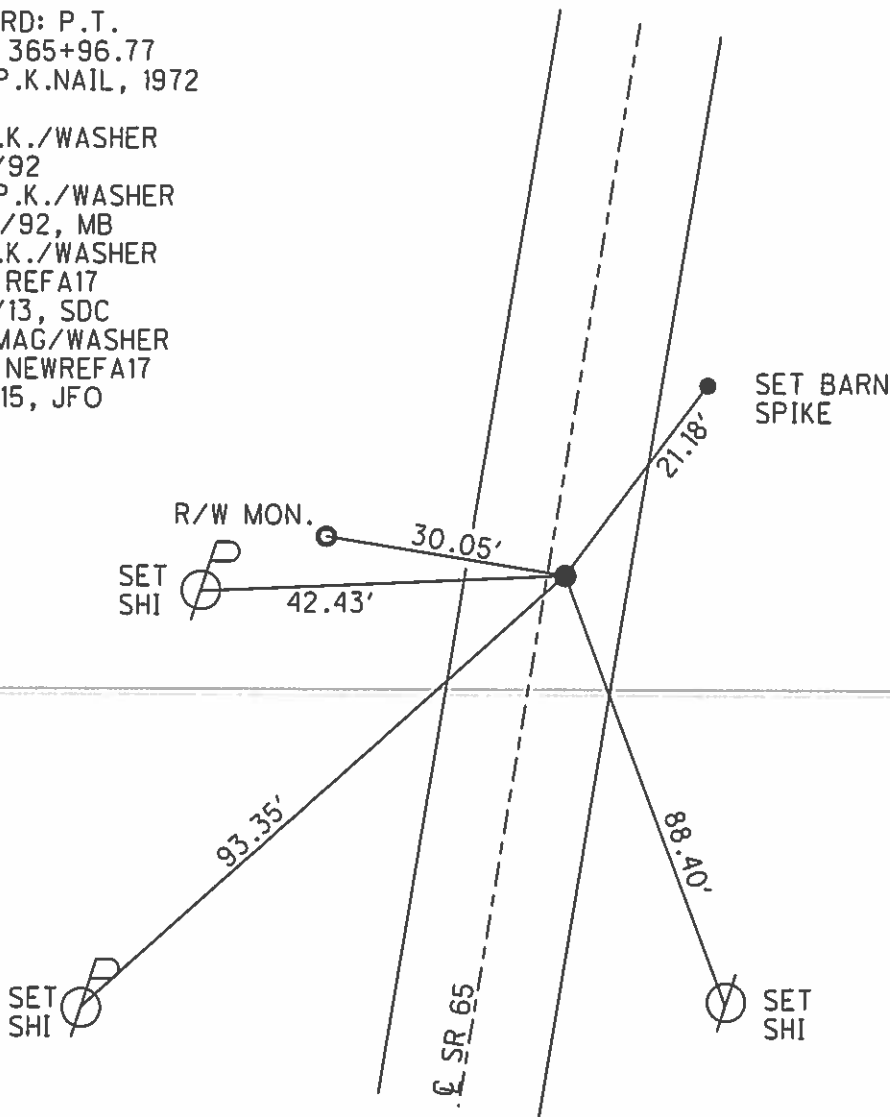 RD: P.T.
365+96.77
P.K.NAIL, 1972
.K./WASHER
/92
P.K./WASHER
/92, MB
.K./WASHER
REFA17
/13, SDC
MAG/WASHER
NEWREFA17
15, JFO
SET BARN
SPIKE
21.18'
R/W MON.
30.05'
SET
SHI
42.43'
93.35'
88.40'
SET
SHI
℄ SR 65
SET
SHI